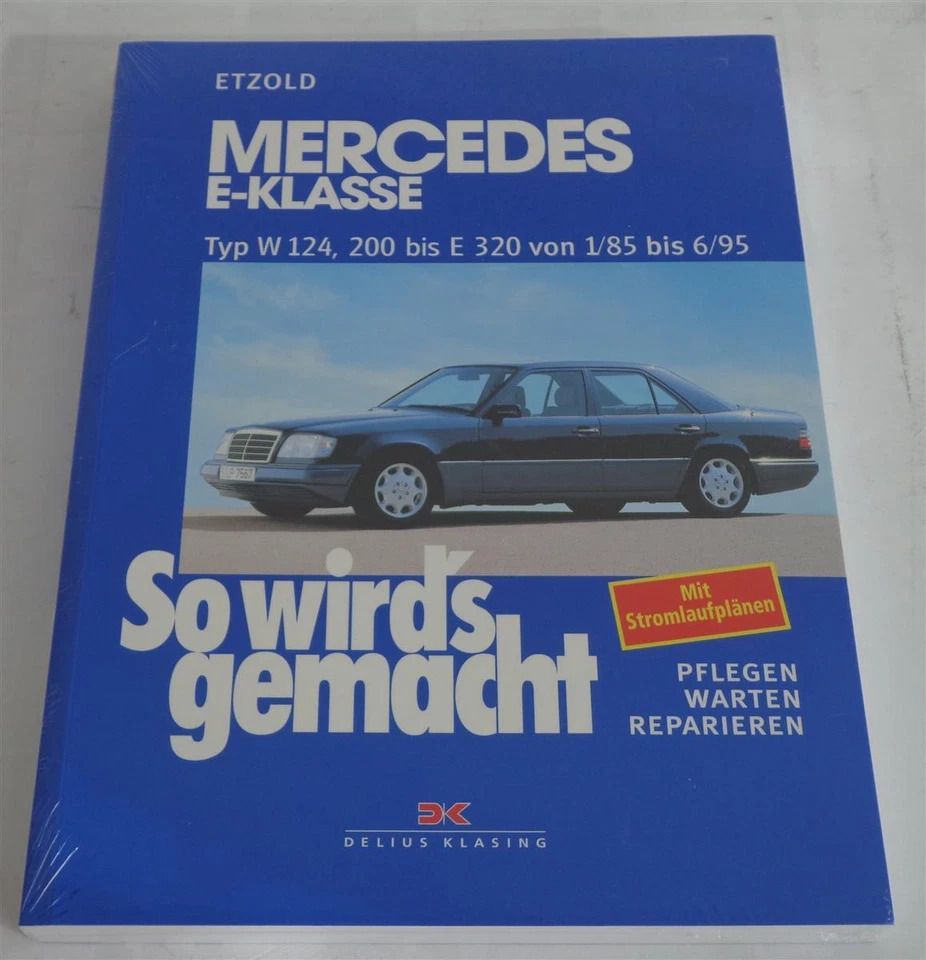 ETZOLD
MERCEDES
E-KLASSE
Typ W 124, 200 bis E 320 von 1/85 bis 6/95
So wird's
gemacht
Mit
Stromlaufplänen
PFLEGEN
WARTEN
REPARIEREN
DELIUS KLASING